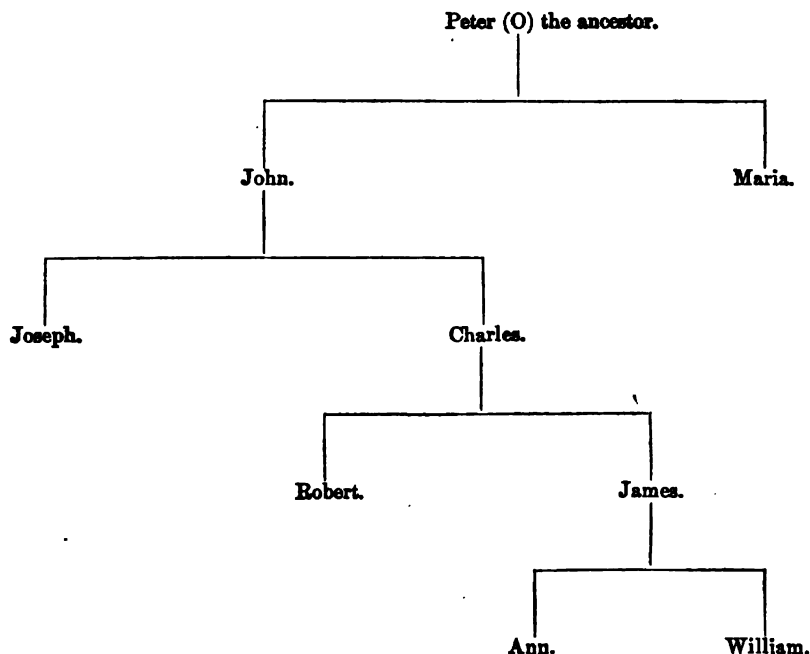 Peter (O) the ancestor.
John. Maria.
Joseph. Charles.
Robert. James.
Ann. William.